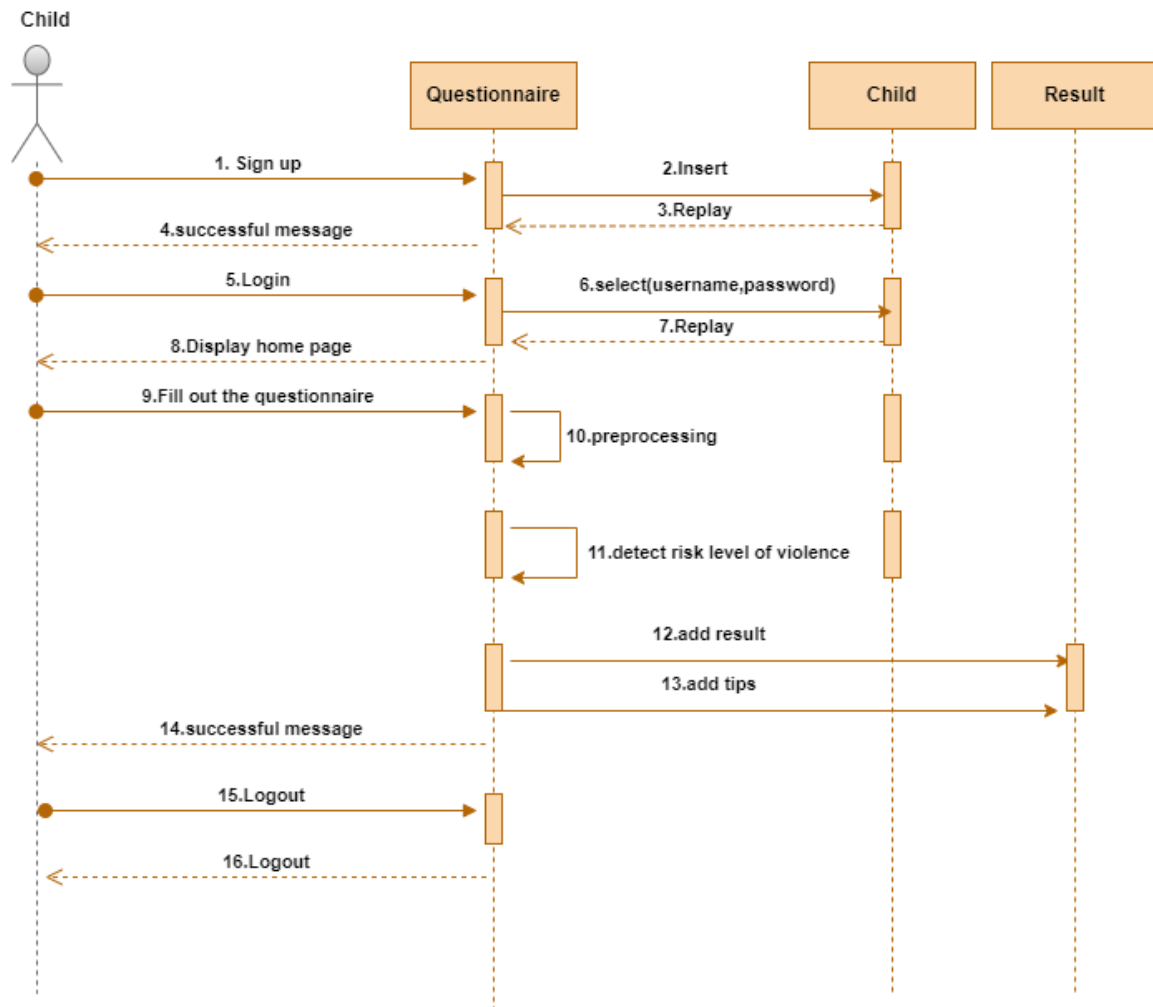 Child
Questionnaire
Child
Result
1. Sign up
2.Insert
3.Replay
4.successful message
5.Login
6.select(username,password)
7.Replay
8.Display home page
9.Fill out the questionnaire
10.preprocessing
11.detect risk level of violence
12.add result
13.add tips
14.successful message
15.Logout
16.Logout